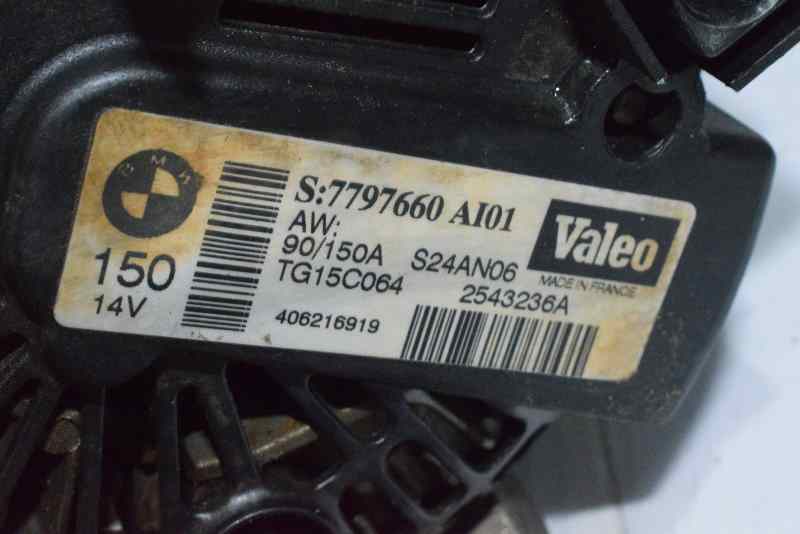 BMW
150
14V
S:7797660 AI01
AW:
90/150A S24AN06
TG15C064 2543236A
406216919
Valeo
MADE IN FRANCE